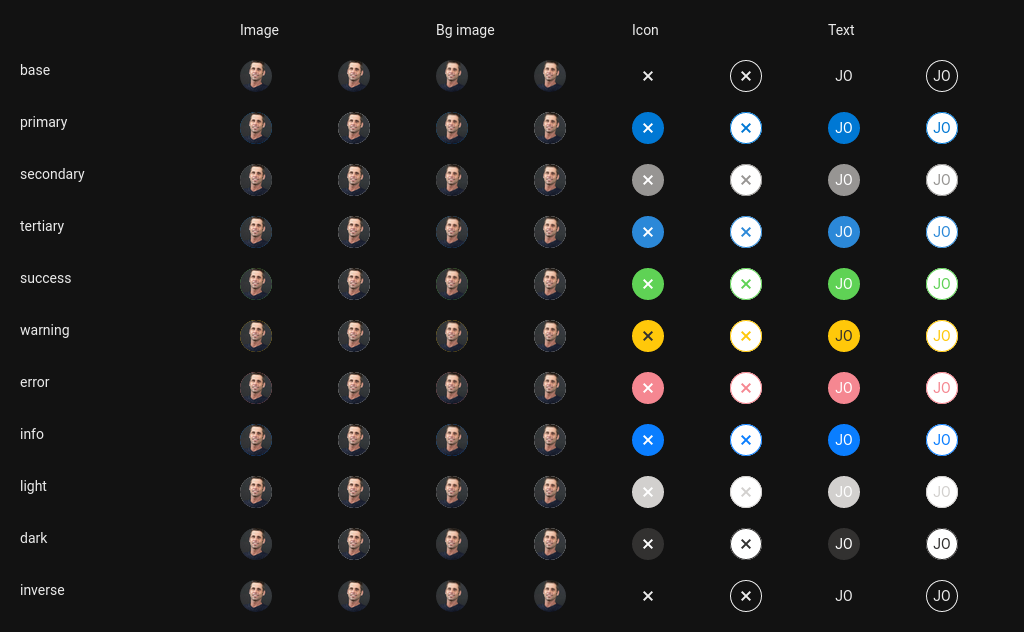 Image Bg image Icon Text
base JO JO
primary JO JO
secondary JO JO
tertiary JO JO
success JO JO
warning JO JO
error JO JO
info JO JO
light JO JO
dark JO JO
inverse JO JO